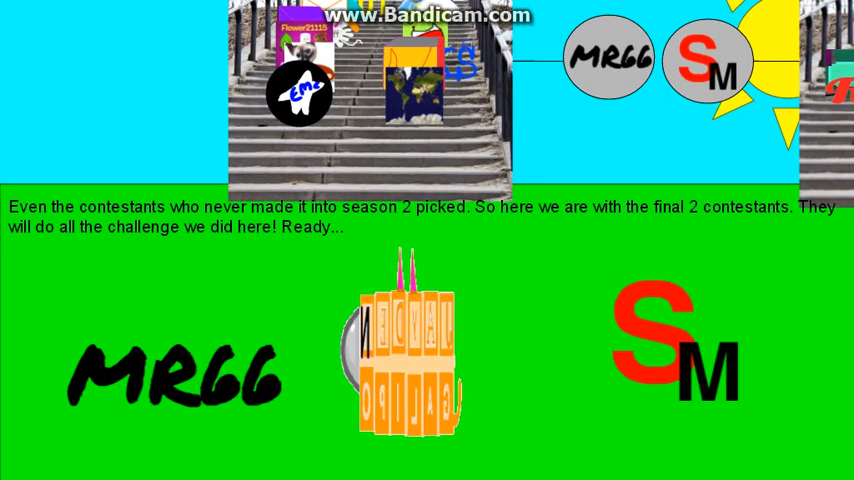 www.Bandicam.com
Flower21115
EMz
MR66
SM
Even the contestants who never made it into season 2 picked. So here we are with the final 2 contestants. They
will do all the challenge we did here! Ready...
MR66
SM